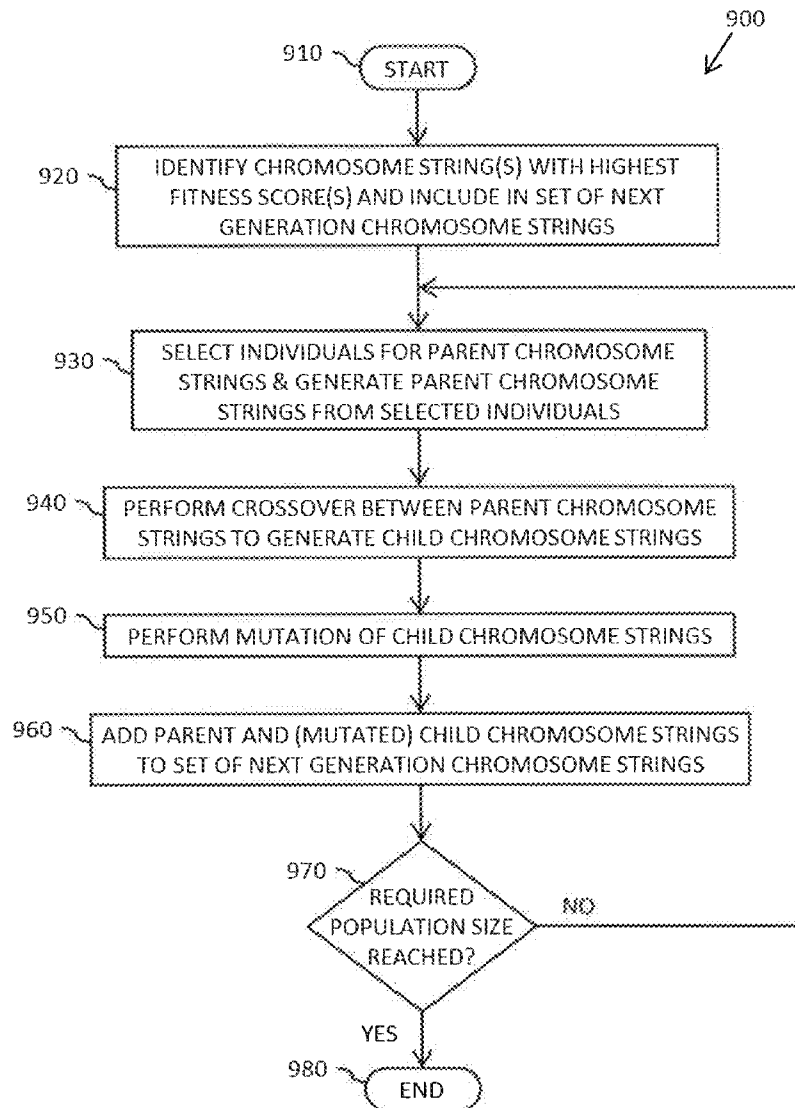 900
910
START
920
IDENTIFY CHROMOSOME STRING(S) WITH HIGHEST
FITNESS SCORE(S) AND INCLUDE IN SET OF NEXT
GENERATION CHROMOSOME STRINGS
930
SELECT INDIVIDUALS FOR PARENT CHROMOSOME
STRINGS & GENERATE PARENT CHROMOSOME
STRINGS FROM SELECTED INDIVIDUALS
940
PERFORM CROSSOVER BETWEEN PARENT CHROMOSOME
STRINGS TO GENERATE CHILD CHROMOSOME STRINGS
950
PERFORM MUTATION OF CHILD CHROMOSOME STRINGS
960
ADD PARENT AND (MUTATED) CHILD CHROMOSOME STRINGS
TO SET OF NEXT GENERATION CHROMOSOME STRINGS
970
REQUIRED
POPULATION SIZE
REACHED?
NO
YES
980
END